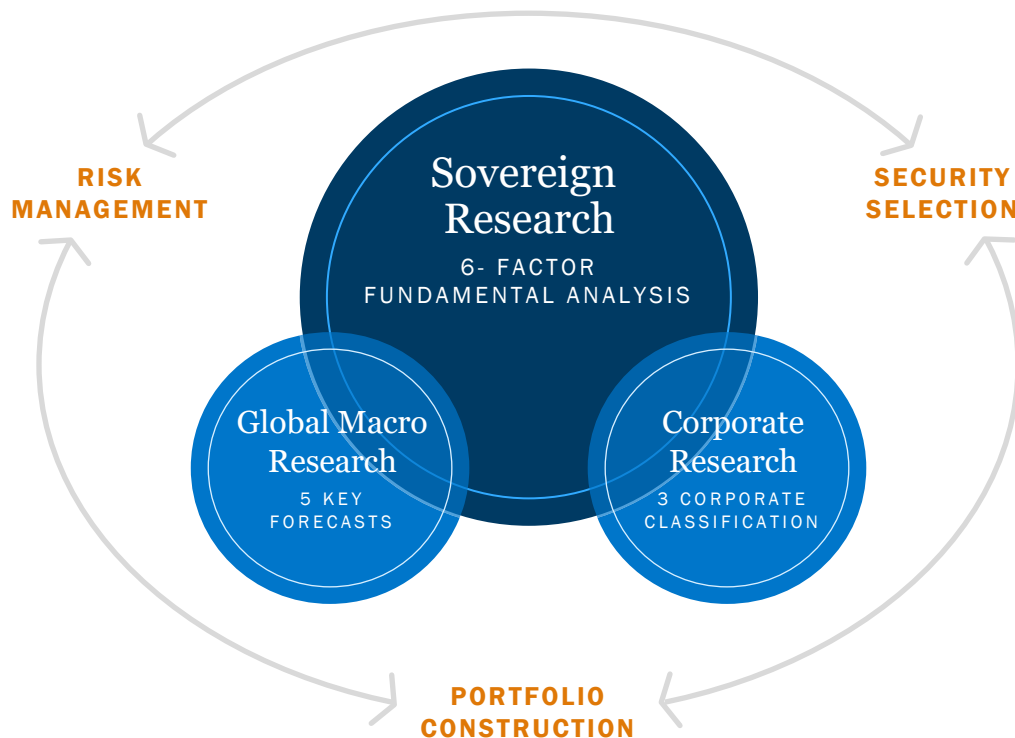 RISK
MANAGEMENT
SECURITY
SELECTION
Sovereign
Research
6- FACTOR
FUNDAMENTAL ANALYSIS
Global Macro
Research
5 KEY
FORECASTS
Corporate
Research
3 CORPORATE
CLASSIFICATION
PORTFOLIO
CONSTRUCTION